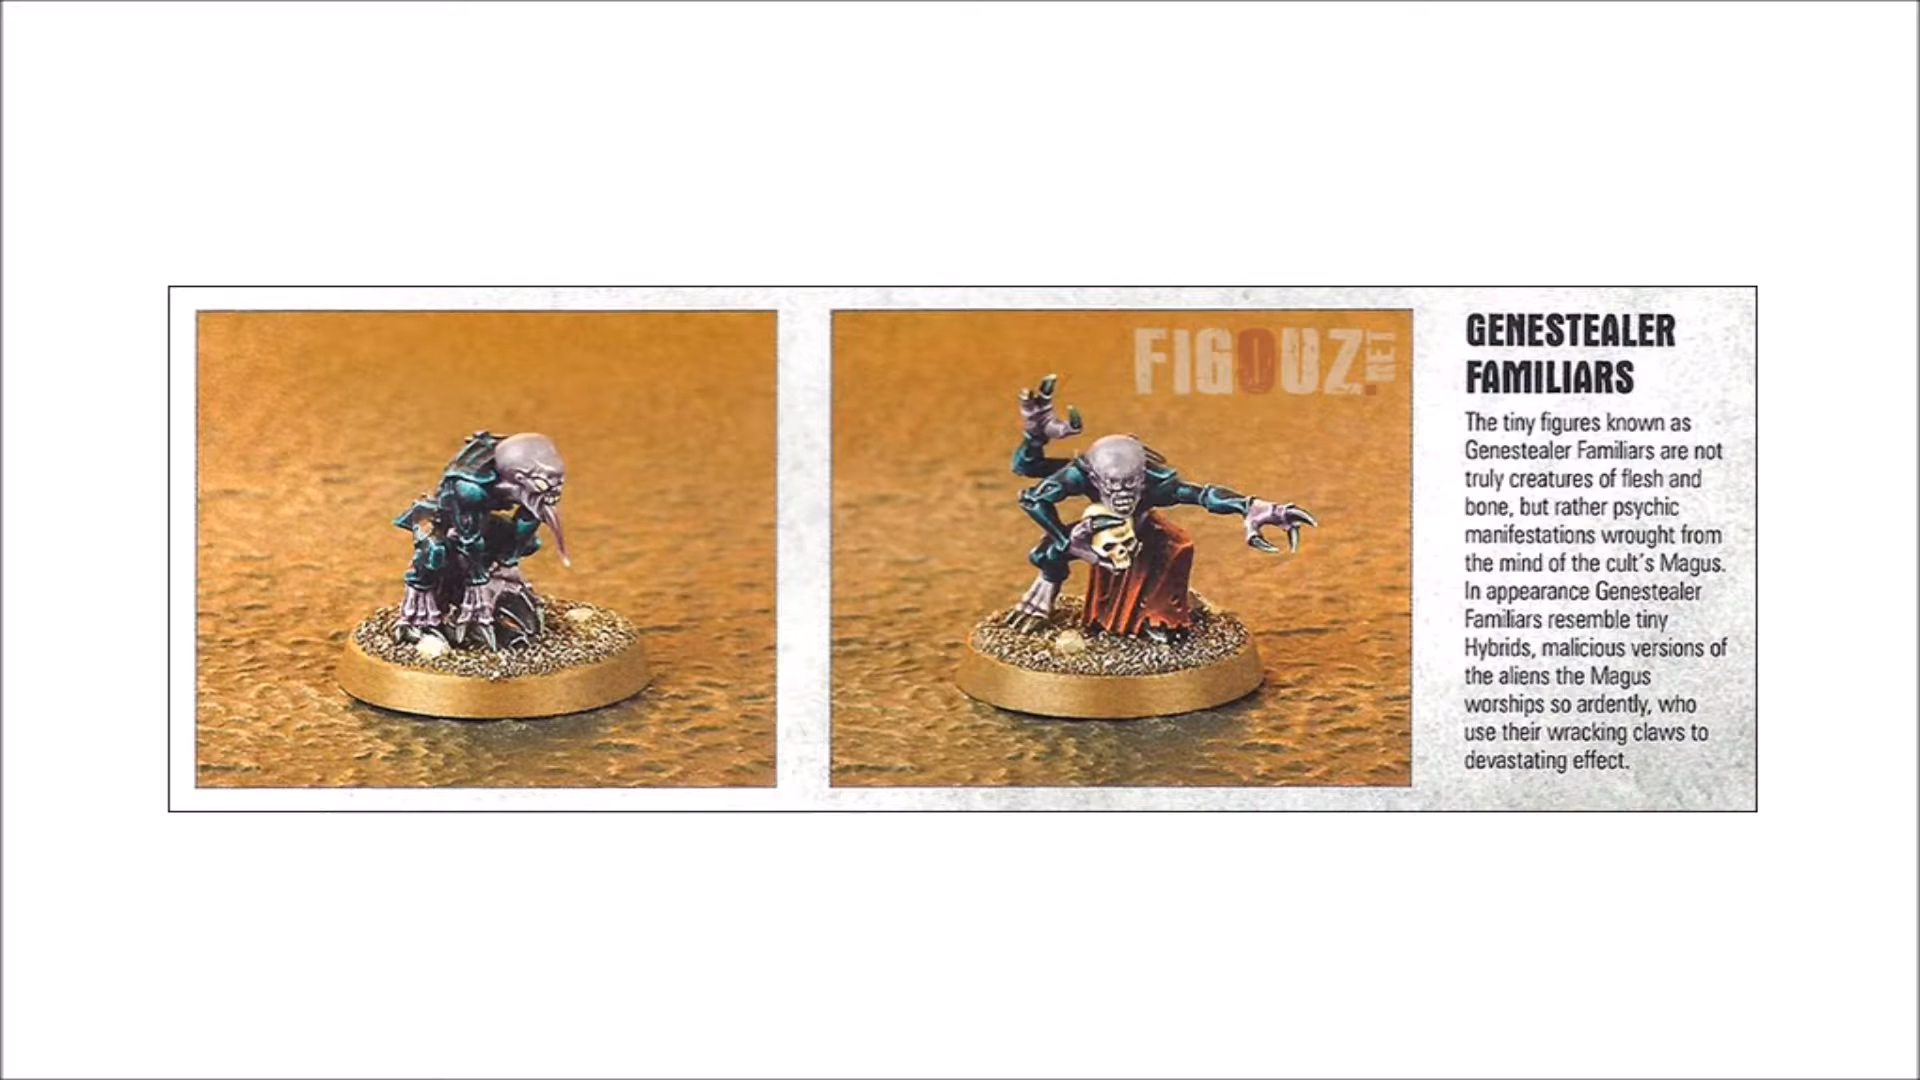 FIGOUZ.NET
GENESTEALER
FAMILIARS
The tiny figures known as
Genestealer Familiars are not
truly creatures of flesh and
bone, but rather psychic
manifestations wrought from
the mind of the cult's Magus.
In appearance Genestealer
Familiars resemble tiny
Hybrids, malicious versions of
the aliens the Magus
worships so ardently, who
use their wracking claws to
devastating effect.